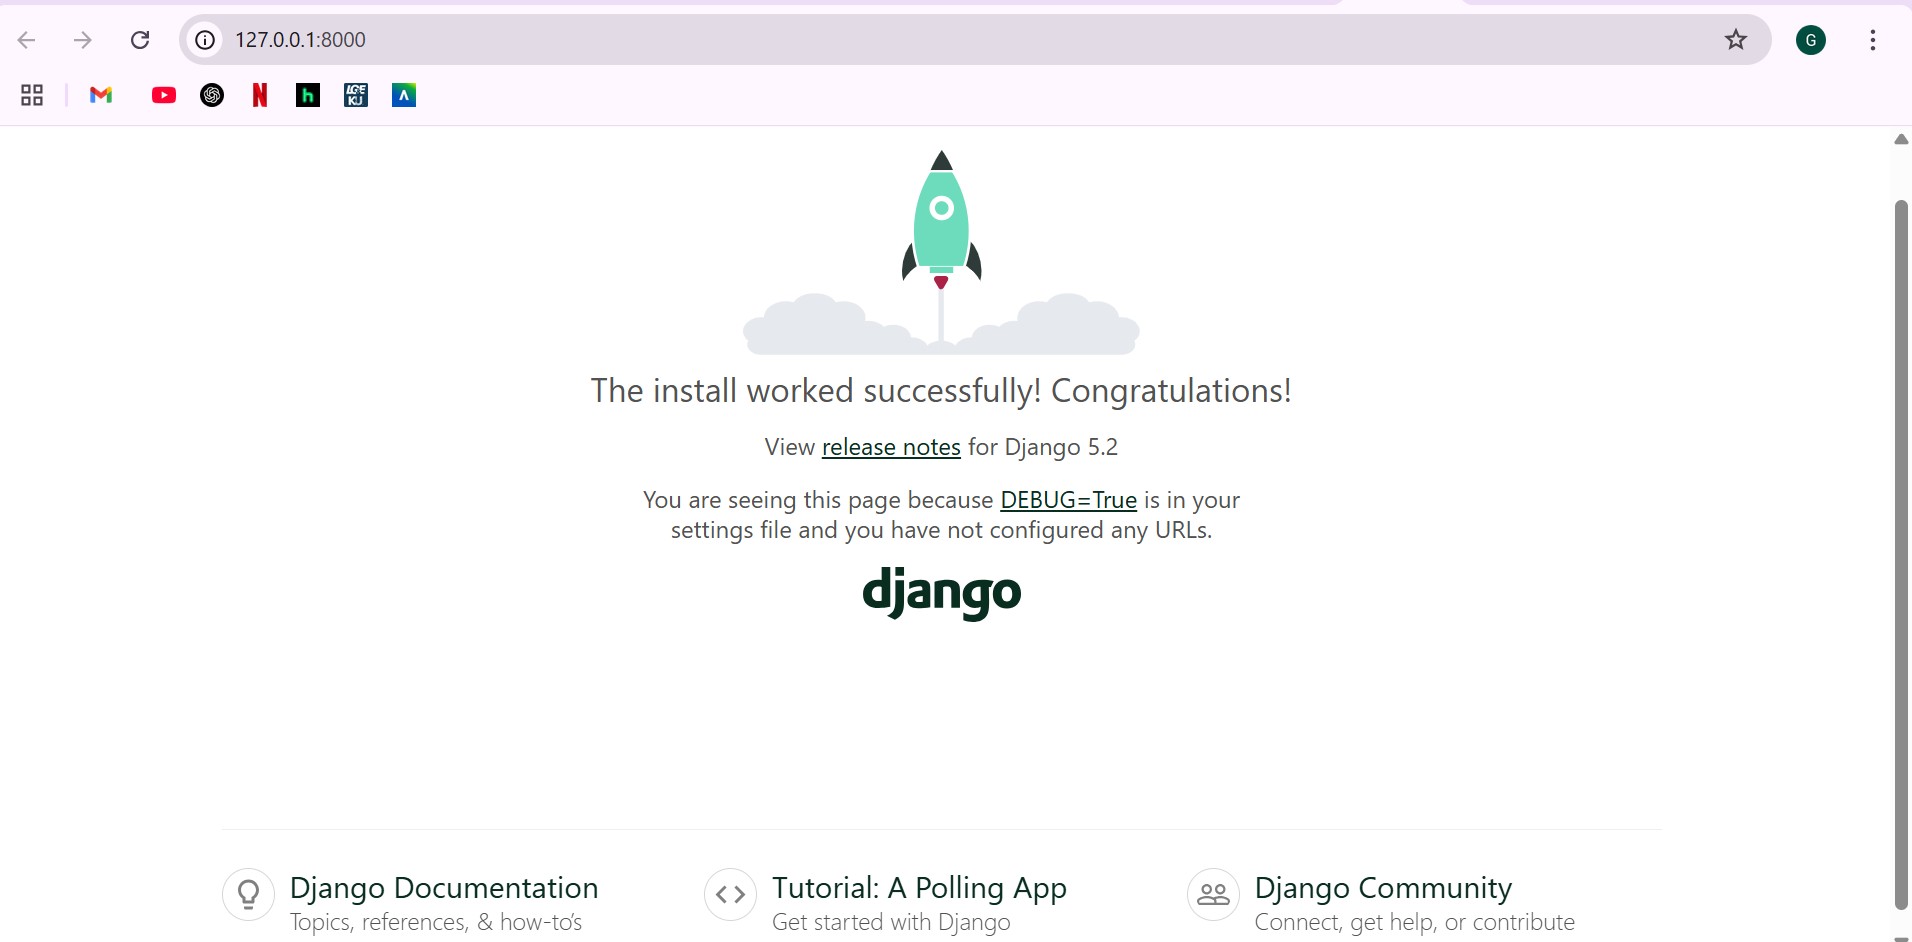 127.0.0.1:8000
G
N
h
LG&E
KU
The install worked successfully! Congratulations!
View release notes for Django 5.2
You are seeing this page because DEBUG=True is in your
settings file and you have not configured any URLs.
django
Django Documentation
Topics, references, & how-to’s
Tutorial: A Polling App
Get started with Django
Django Community
Connect, get help, or contribute